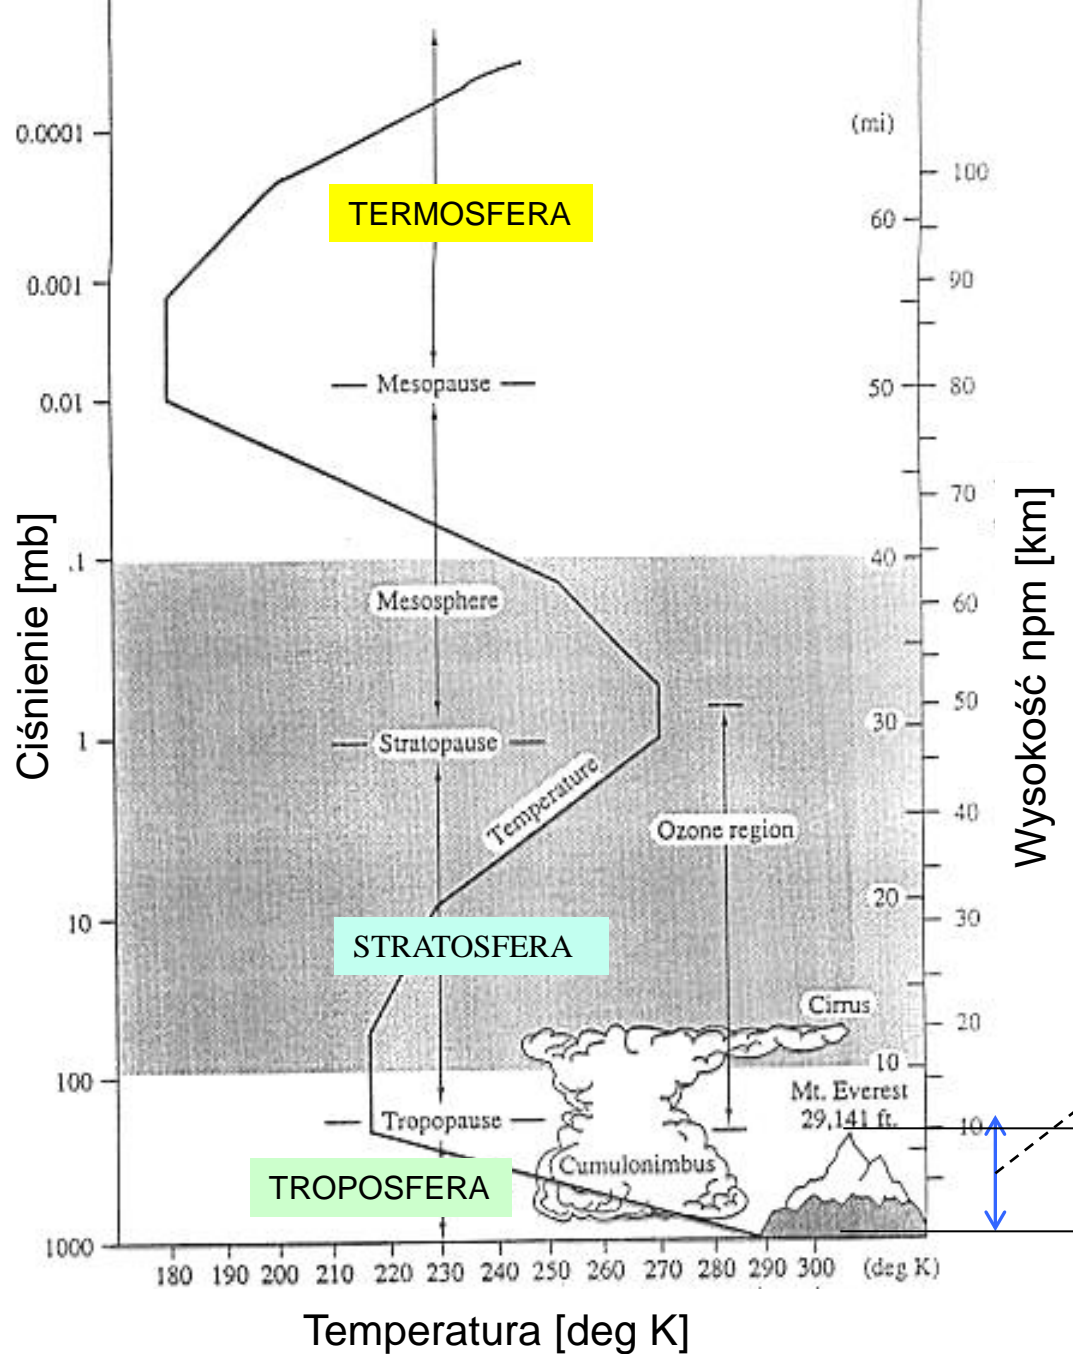 (mi)
0.0001
100
TERMOSFERA
60
0.001
90
Mesopause
0.01
50
80
70
Ciśnienie [mb]
Wysokość npm [km]
.1
40
Mesosphere
60
50
30
1
Stratopause
Temperature
40
Ozone region
20
10
30
STRATOSFERA
Cirrus
20
10
100
Mt. Everest
29,141 ft.
Tropopause
10
Cumulonimbus
TROPOSFERA
1000
180 190 200 210 220 230 240 250 260 270 280 290 300 (deg K)
Temperatura [deg K]